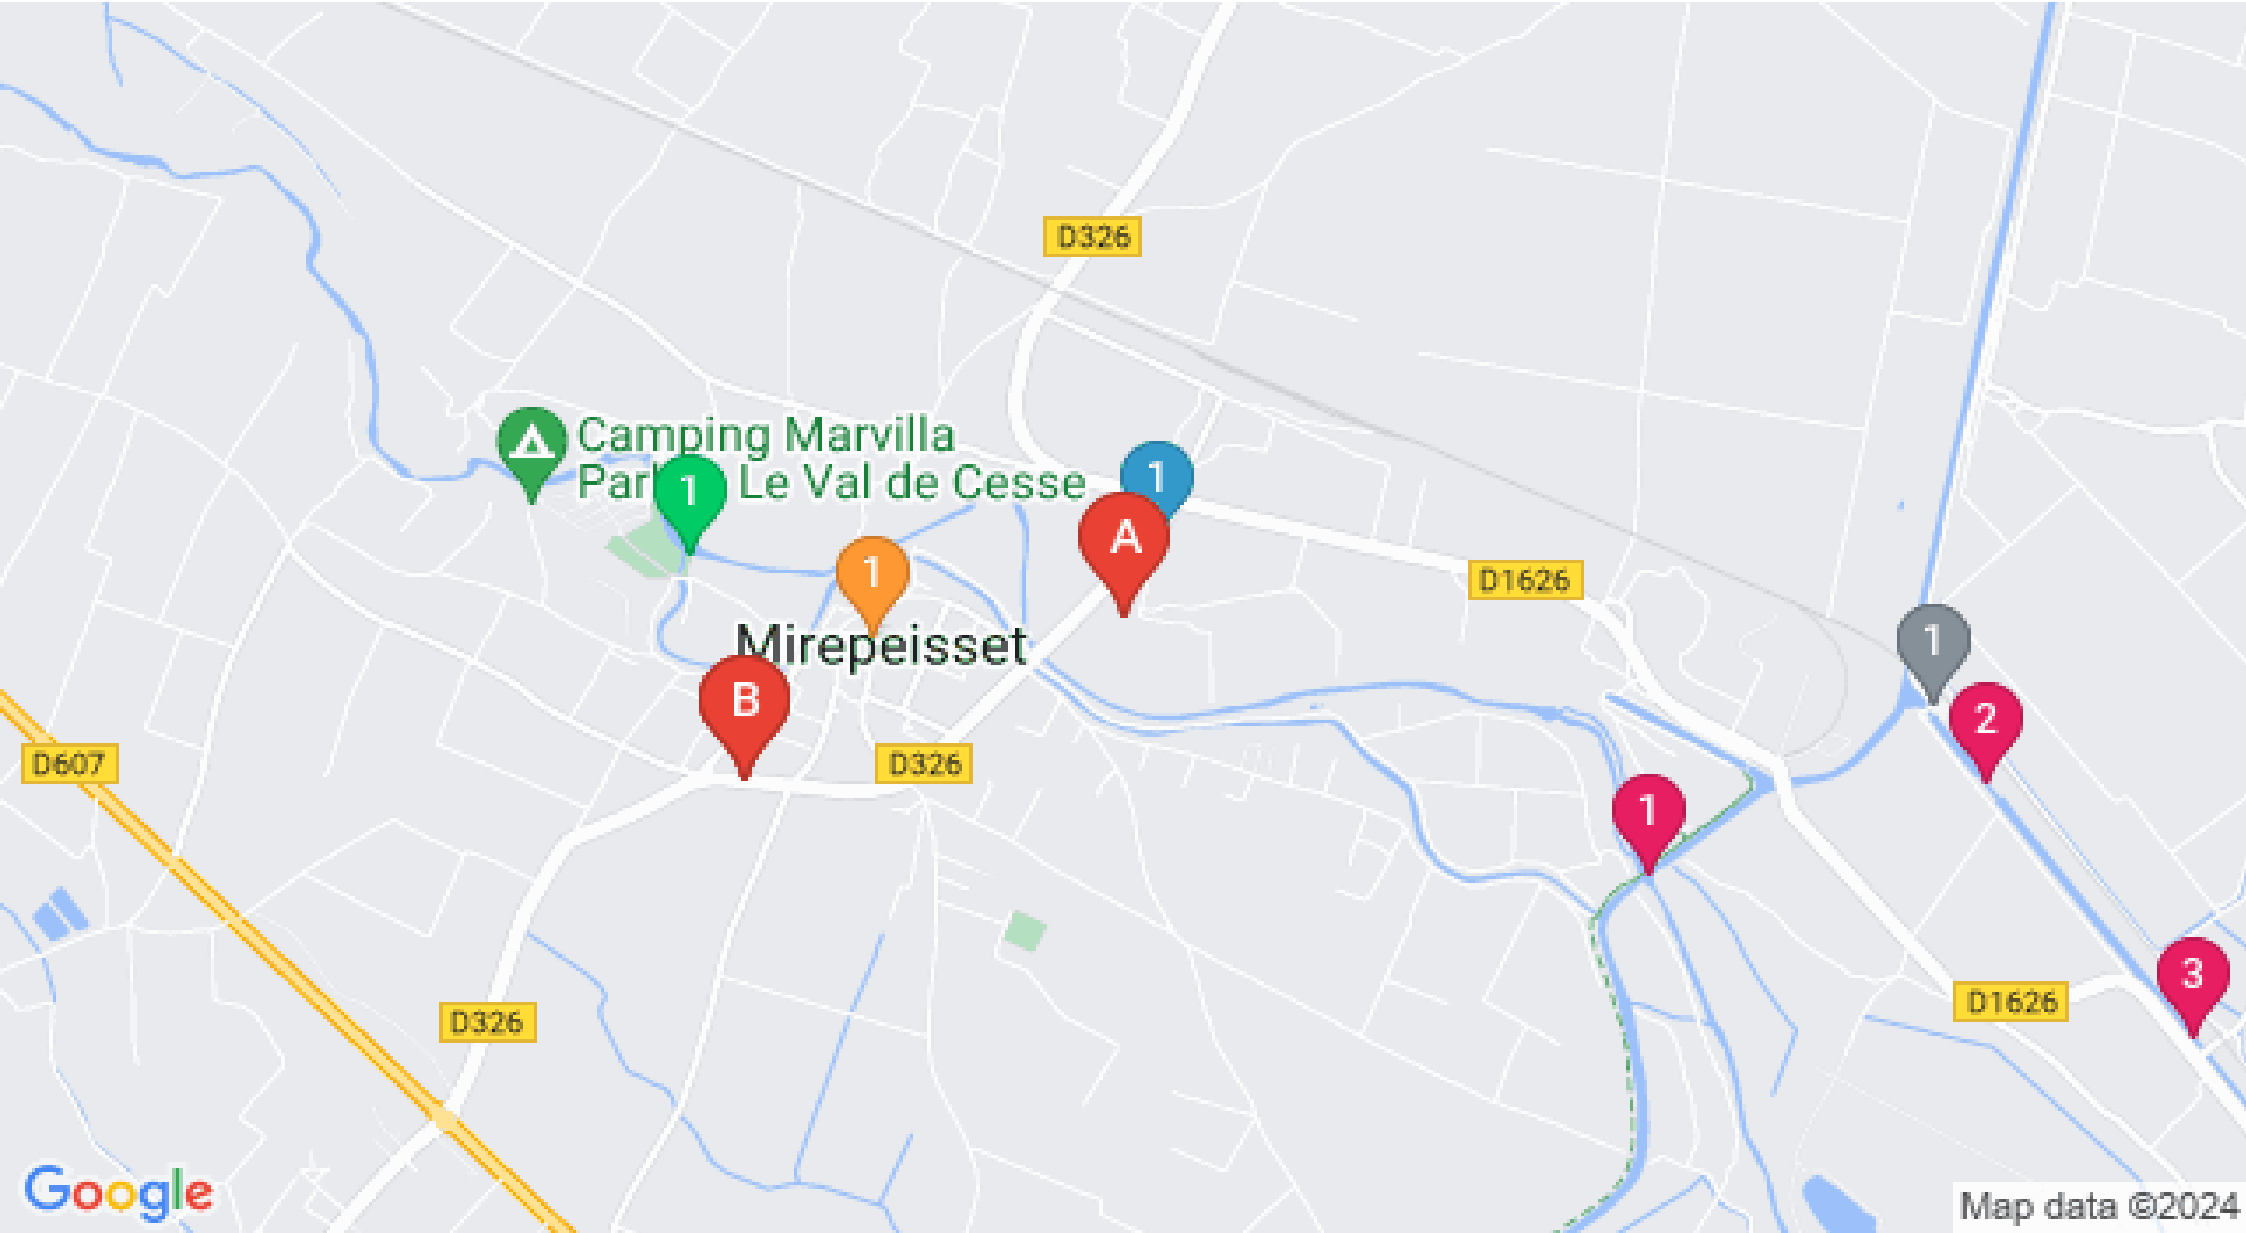 D326
Camping Marvilla
Par Le Val de Cesse
1
1
A
1
D1626
Mirepeisset
1
B
2
D607
D326
1
3
D1626
D326
Google
Map data ©2024